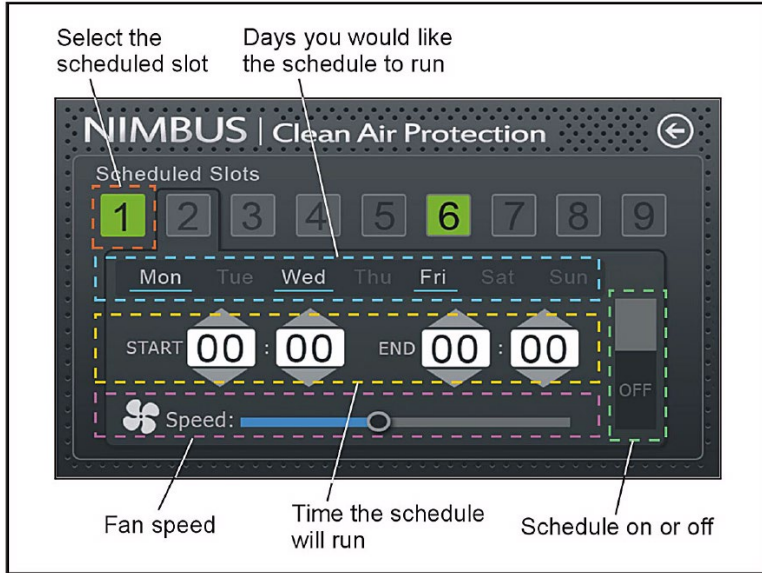 Select the
scheduled slot
Days you would like
the schedule to run
NIMBUS | Clean Air Protection
Scheduled Slots
1 2 3 4 5 6 7 8 9
Mon Tue Wed Thu Fri Sat Sun
START 00 : 00 END 00 : 00
OFF
Speed:
Fan speed
Time the schedule
will run
Schedule on or off